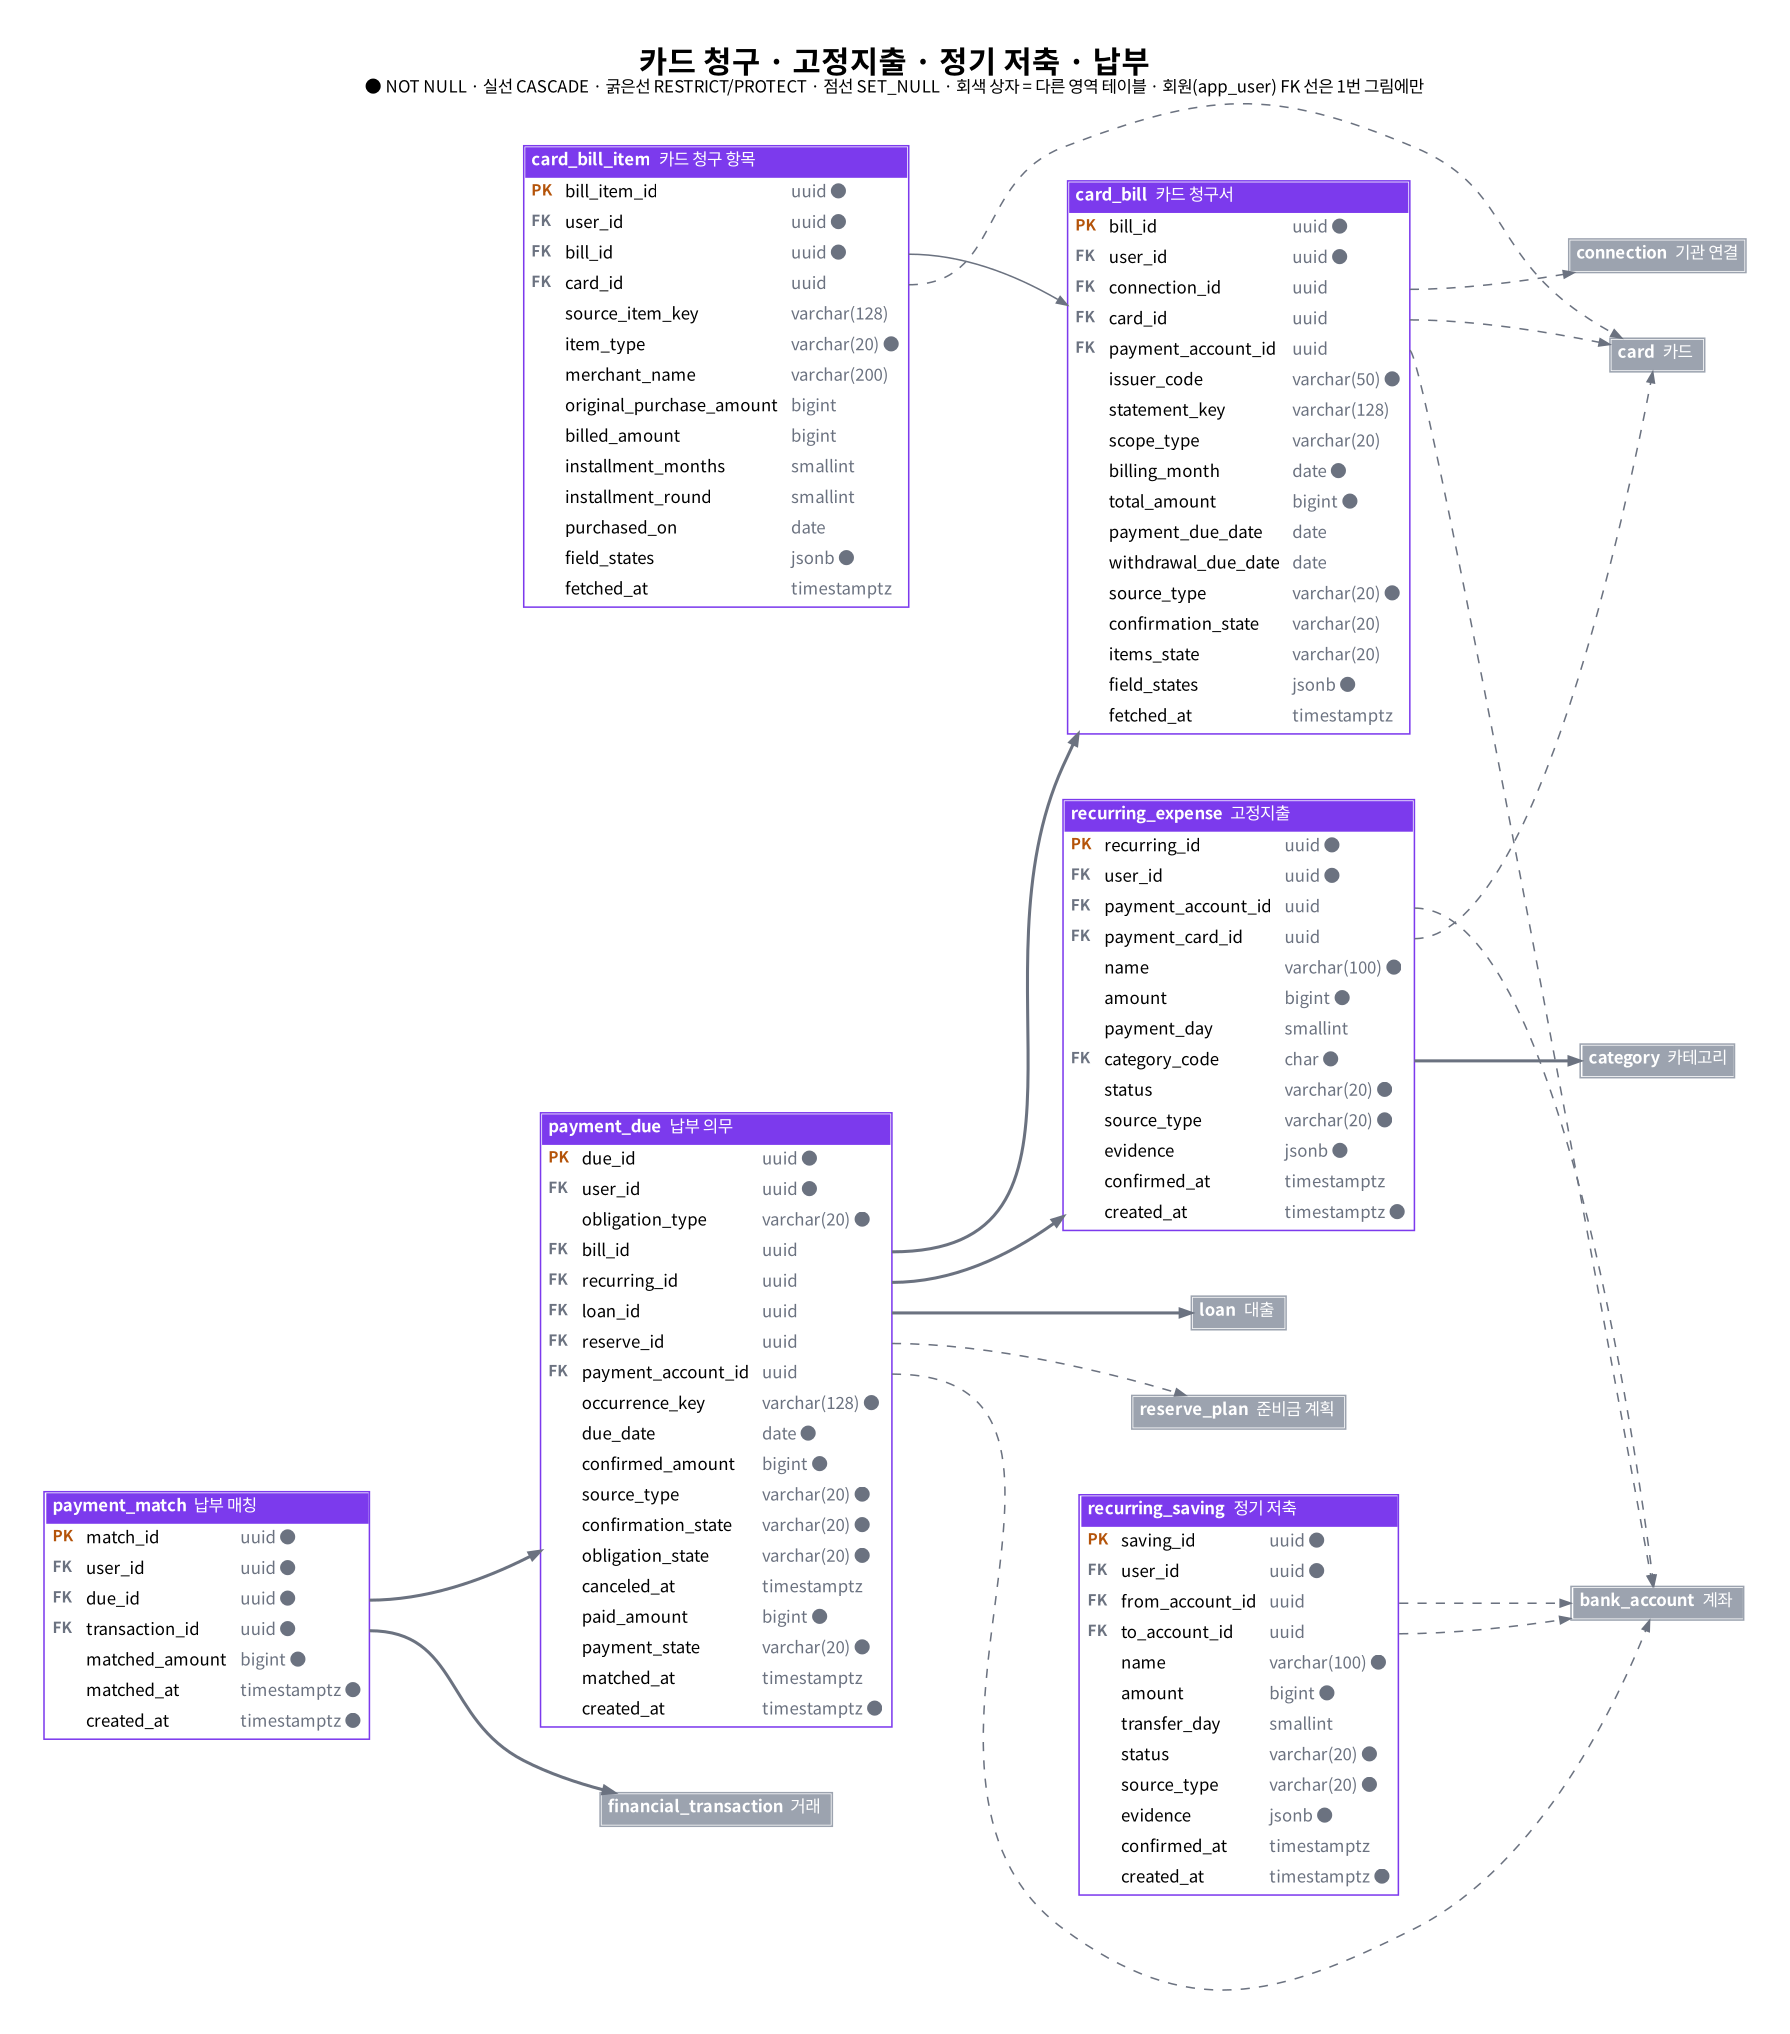 카드 청구 · 고정지출 · 정기 저축 · 납부
● NOT NULL · 실선 CASCADE · 굵은선 RESTRICT/PROTECT · 점선 SET_NULL · 회색 상자 = 다른 영역 테이블 · 회원(app_user) FK 선은 1번 그림에만
card_bill_item 카드 청구 항목
PK bill_item_id uuid ●
FK user_id uuid ●
FK bill_id uuid ●
FK card_id uuid
source_item_key varchar(128)
item_type varchar(20) ●
merchant_name varchar(200)
original_purchase_amount bigint
billed_amount bigint
installment_months smallint
installment_round smallint
purchased_on date
field_states jsonb ●
fetched_at timestamptz
card_bill 카드 청구서
PK bill_id uuid ●
FK user_id uuid ●
FK connection_id uuid
FK card_id uuid
FK payment_account_id uuid
issuer_code varchar(50) ●
statement_key varchar(128)
scope_type varchar(20)
billing_month date ●
total_amount bigint ●
payment_due_date date
withdrawal_due_date date
source_type varchar(20) ●
confirmation_state varchar(20)
items_state varchar(20)
field_states jsonb ●
fetched_at timestamptz
connection 기관 연결
card 카드
recurring_expense 고정지출
PK recurring_id uuid ●
FK user_id uuid ●
FK payment_account_id uuid
FK payment_card_id uuid
name varchar(100) ●
amount bigint ●
payment_day smallint
FK category_code char ●
status varchar(20) ●
source_type varchar(20) ●
evidence jsonb ●
confirmed_at timestamptz
created_at timestamptz ●
category 카테고리
payment_due 납부 의무
PK due_id uuid ●
FK user_id uuid ●
obligation_type varchar(20) ●
FK bill_id uuid
FK recurring_id uuid
FK loan_id uuid
FK reserve_id uuid
FK payment_account_id uuid
occurrence_key varchar(128) ●
due_date date ●
confirmed_amount bigint ●
source_type varchar(20) ●
confirmation_state varchar(20) ●
obligation_state varchar(20) ●
canceled_at timestamptz
paid_amount bigint ●
payment_state varchar(20) ●
matched_at timestamptz
created_at timestamptz ●
loan 대출
reserve_plan 준비금 계획
payment_match 납부 매칭
PK match_id uuid ●
FK user_id uuid ●
FK due_id uuid ●
FK transaction_id uuid ●
matched_amount bigint ●
matched_at timestamptz ●
created_at timestamptz ●
recurring_saving 정기 저축
PK saving_id uuid ●
FK user_id uuid ●
FK from_account_id uuid
FK to_account_id uuid
name varchar(100) ●
amount bigint ●
transfer_day smallint
status varchar(20) ●
source_type varchar(20) ●
evidence jsonb ●
confirmed_at timestamptz
created_at timestamptz ●
bank_account 계좌
financial_transaction 거래